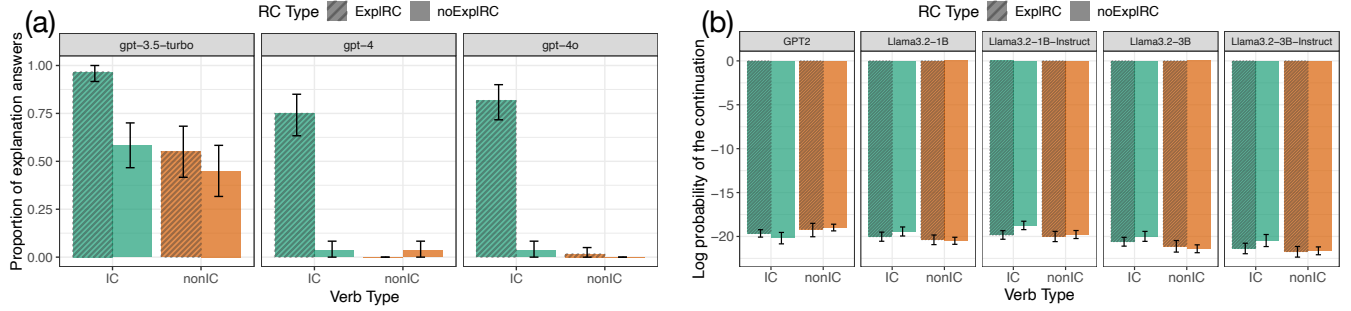 (a)
RC Type ExplRC noExplRC
gpt-3.5-turbo gpt-4 gpt-4o
Proportion of explanation answers
1.00
0.75
0.50
0.25
0.00
IC nonIC IC nonIC IC nonIC
Verb Type
(b)
RC Type ExplRC noExplRC
GPT2 Llama3.2-1B Llama3.2-1B-Instruct Llama3.2-3B Llama3.2-3B-Instruct
Log probability of the continuation
0
−5
−10
−15
−20
IC nonIC IC nonIC IC nonIC IC nonIC IC nonIC
Verb Type